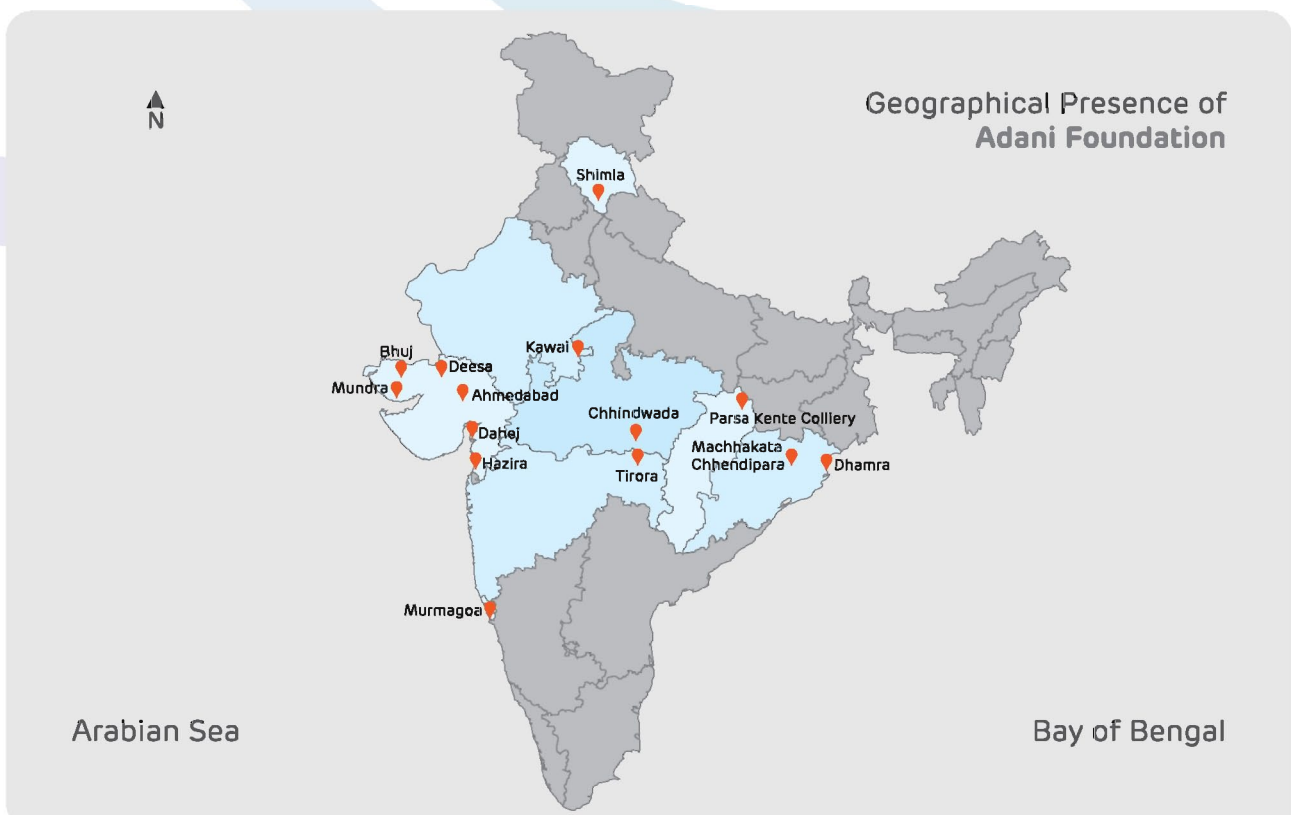 N
Geographical Presence of
Adani Foundation
Shimla
Kawai
Bhuj
Deesa
Mundra
Ahmedabad
Chhindwada
Parsa Kente Colliery
Dahej
Machhakata
Chhendipara
Hazira
Dhamra
Tirora
Murmagoa
Arabian Sea
Bay of Bengal